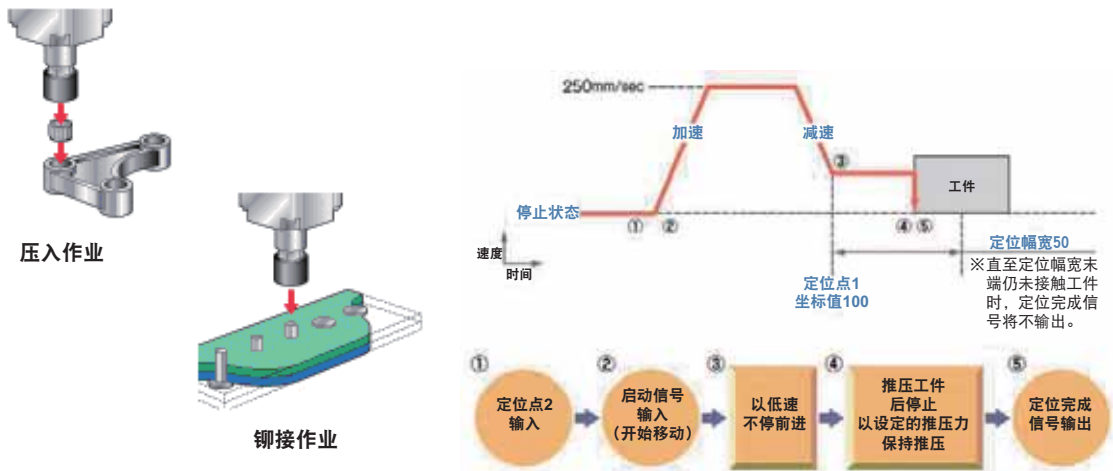 压入作业
铆接作业
250mm/sec
加速
减速
③
工件
停止状态
① ②
④ ⑤
速度
时间
定位点1
坐标值100
定位幅宽50
※直至定位幅宽末
端仍未接触工件
时，定位完成信
号将不输出。
①
定位点2
输入
②
启动信号
输入
（开始移动）
③
以低速
不停前进
④
推压工件
后停止
以设定的推压力
保持推压
⑤
定位完成
信号输出